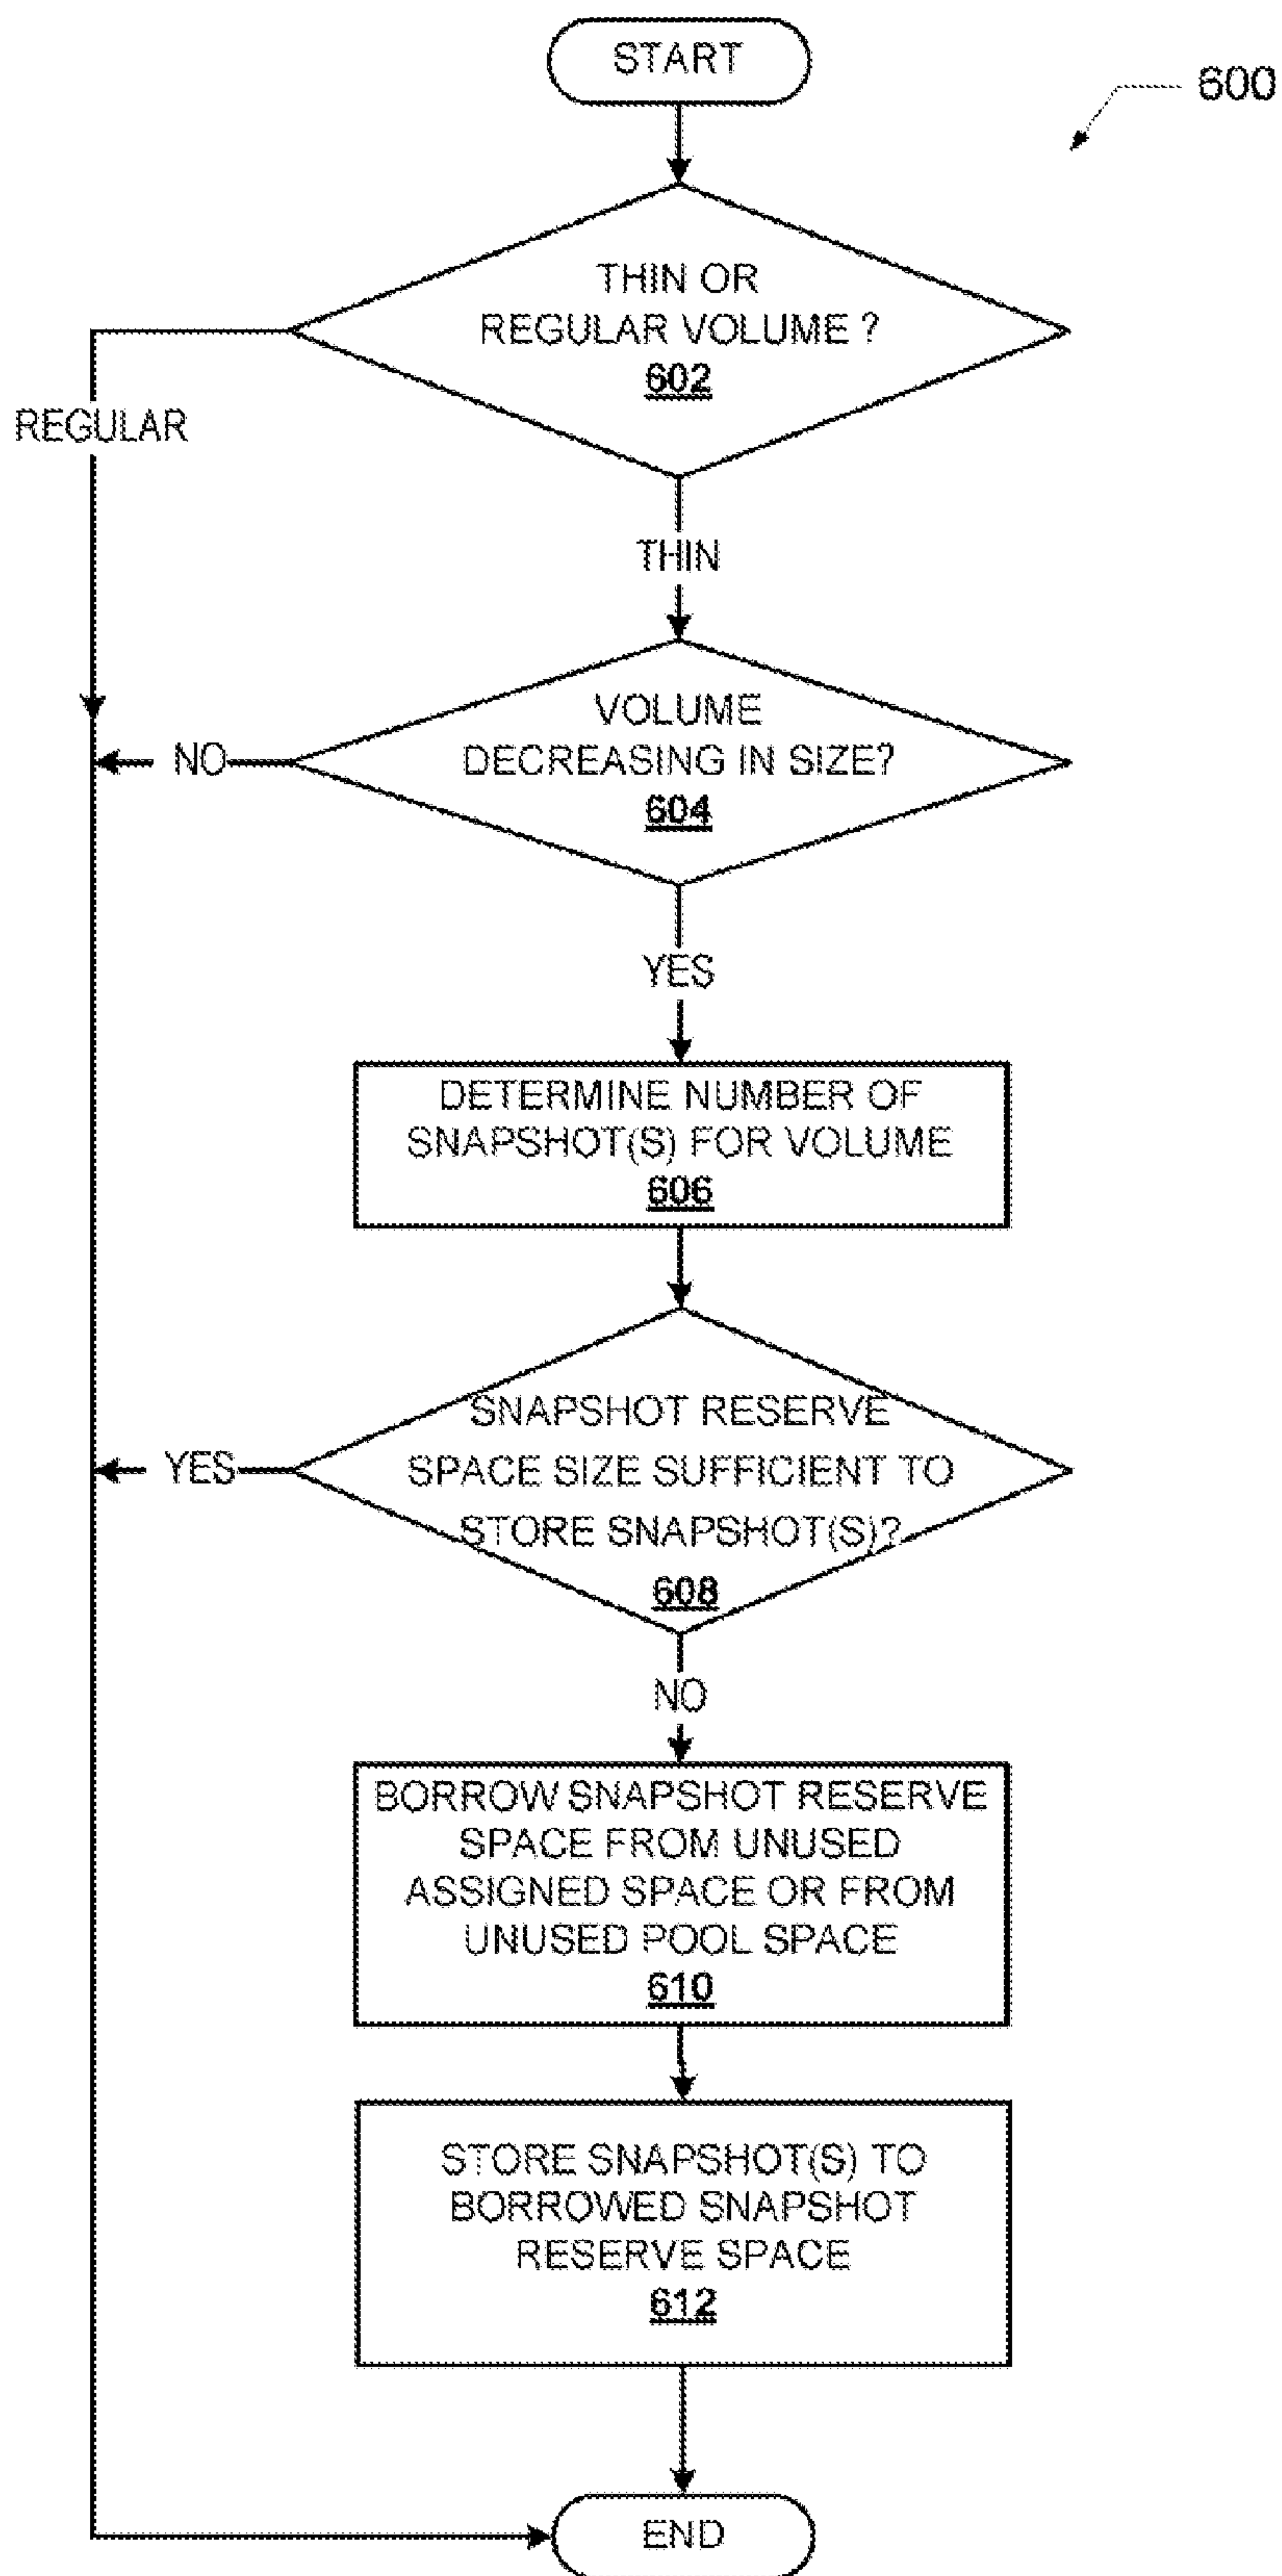 START
600
THIN OR
REGULAR VOLUME ?
602
REGULAR
THIN
VOLUME
DECREASING IN SIZE?
604
NO
YES
DETERMINE NUMBER OF
SNAPSHOT(S) FOR VOLUME
606
SNAPSHOT RESERVE
SPACE SIZE SUFFICIENT TO
STORE SNAPSHOT(S)?
608
YES
NO
BORROW SNAPSHOT RESERVE
SPACE FROM UNUSED
ASSIGNED SPACE OR FROM
UNUSED POOL SPACE
610
STORE SNAPSHOT(S) TO
BORROWED SNAPSHOT
RESERVE SPACE
612
END